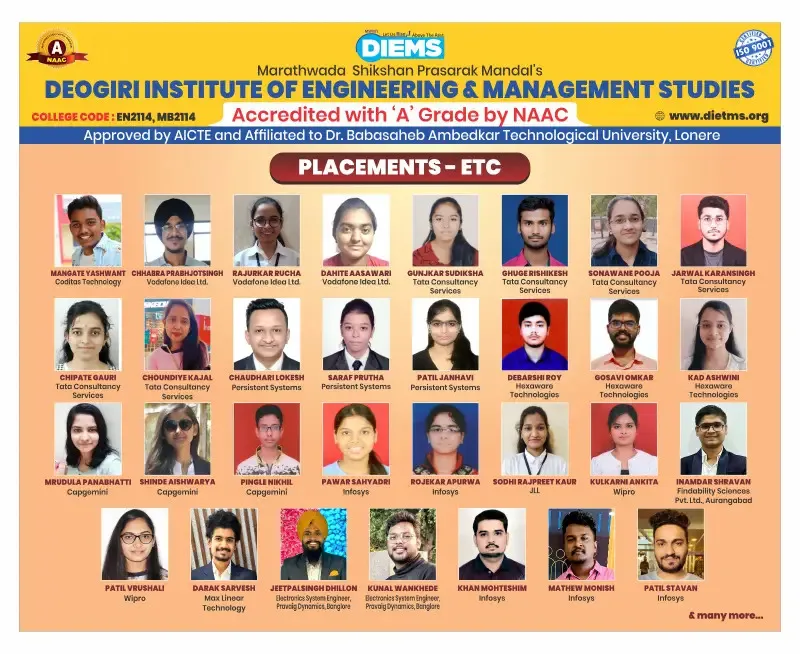 A
NAAC
Let Us Rise Above The Rest
DIEMS
ISO 9001
CERTIFIED
Marathwada Shikshan Prasarak Mandal's
DEOGIRI INSTITUTE OF ENGINEERING & MANAGEMENT STUDIES
COLLEGE CODE : EN2114, MB2114
Accredited with ‘A’ Grade by NAAC
www.dietms.org
Approved by AICTE and Affiliated to Dr. Babasaheb Ambedkar Technological University, Lonere
PLACEMENTS - ETC
MANGATE YASHWANT
Coditas Technology
CHHABRA PRABHJOTSINGH
Vodafone Idea Ltd.
RAJURKAR RUCHA
Vodafone Idea Ltd.
DAHITE AASAWARI
Vodafone Idea Ltd.
GUNJKAR SUDIKSHA
Tata Consultancy
Services
GHUGE RISHIKESH
Tata Consultancy
Services
SONAWANE POOJA
Tata Consultancy
Services
JARWAL KARANSINGH
Tata Consultancy
Services
CHIPATE GAURI
Tata Consultancy
Services
CHOUNDIYE KAJAL
Tata Consultancy
Services
CHAUDHARI LOKESH
Persistent Systems
SARAF PRUTHA
Persistent Systems
PATIL JANHAVI
Persistent Systems
DEBARSHI ROY
Hexaware
Technologies
GOSAVI OMKAR
Hexaware
Technologies
KAD ASHWINI
Hexaware
Technologies
MRUDULA PANABHATTI
Capgemini
SHINDE AISHWARYA
Capgemini
PINGLE NIKHIL
Capgemini
PAWAR SAHYADRI
Infosys
ROJEKAR APURWA
Infosys
SODHI RAJPREET KAUR
JLL
KULKARNI ANKITA
Wipro
INAMDAR SHRAVAN
Findability Sciences
Pvt. Ltd., Aurangabad
PATIL VRUSHALI
Wipro
DARAK SARVESH
Max Linear
Technology
JEETPALSINGH DHILLON
Electronics System Engineer,
Pravaig Dynamics, Banglore
KUNAL WANKHEDE
Electronics System Engineer,
Pravaig Dynamics, Banglore
KHAN MOHTESHIM
Infosys
MATHEW MONISH
Infosys
PATIL STAVAN
Infosys
& many more...